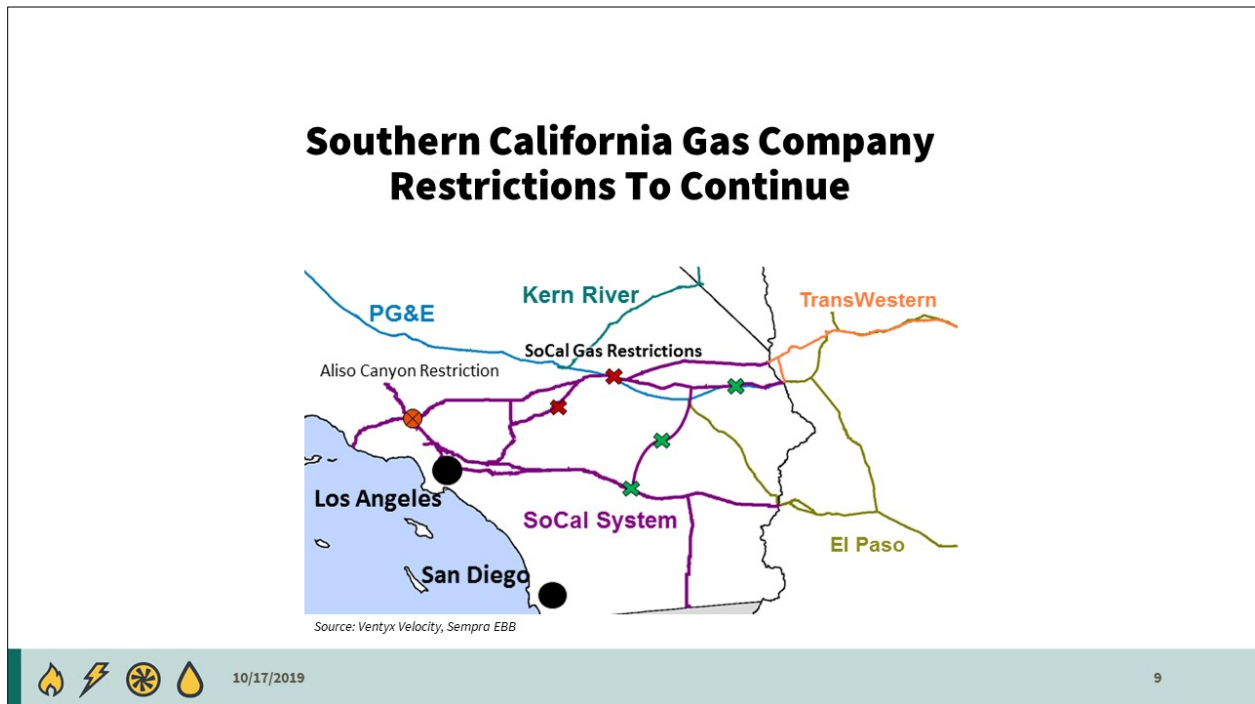 Southern California Gas Company
Restrictions To Continue
Kern River
TransWestern
PG&E
SoCal Gas Restrictions
Aliso Canyon Restriction
Los Angeles
SoCal System
El Paso
San Diego
Source: Ventyx Velocity, Sempra EBB
10/17/2019
9